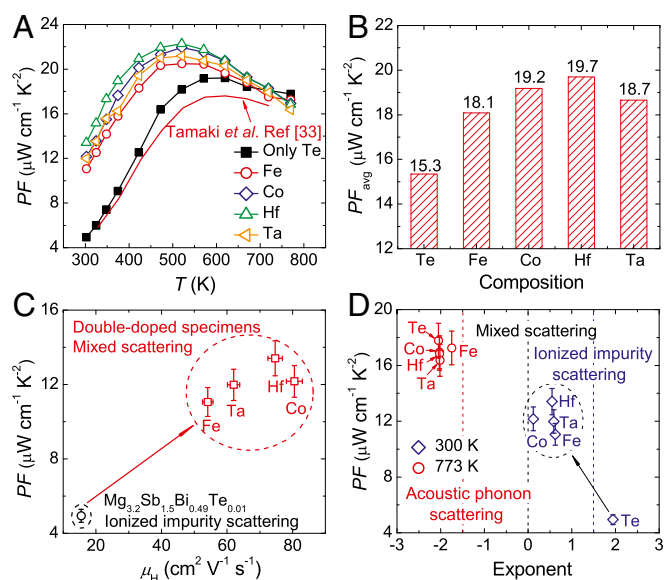 A
24
20
16
12
8
4
PF (μW cm⁻¹ K⁻²)
Tamaki et al. Ref [33]
Only Te
Fe
Co
Hf
Ta
300 400 500 600 700 800
T (K)
B
22
20
18
16
14
12
PF_avg (μW cm⁻¹ K⁻²)
15.3
18.1
19.2
19.7
18.7
Te Fe Co Hf Ta
Composition
C
16
12
8
4
PF (μW cm⁻¹ K⁻²)
Double-doped specimens
Mixed scattering
Hf
Ta
Co
Fe
Mg₃.₂Sb₁.₅Bi₀.₄₉Te₀.₀₁
Ionized impurity scattering
20 40 60 80
μ_H (cm² V⁻¹ s⁻¹)
D
20
16
12
8
4
PF (μW cm⁻¹ K⁻²)
Mixed scattering
Te
Co
Fe
Hf
Ta
Ionized impurity
scattering
Hf
Ta
Co
Fe
300 K
773 K
Acoustic phonon
scattering
Te
-3 -2 -1 0 1 2 3
Exponent